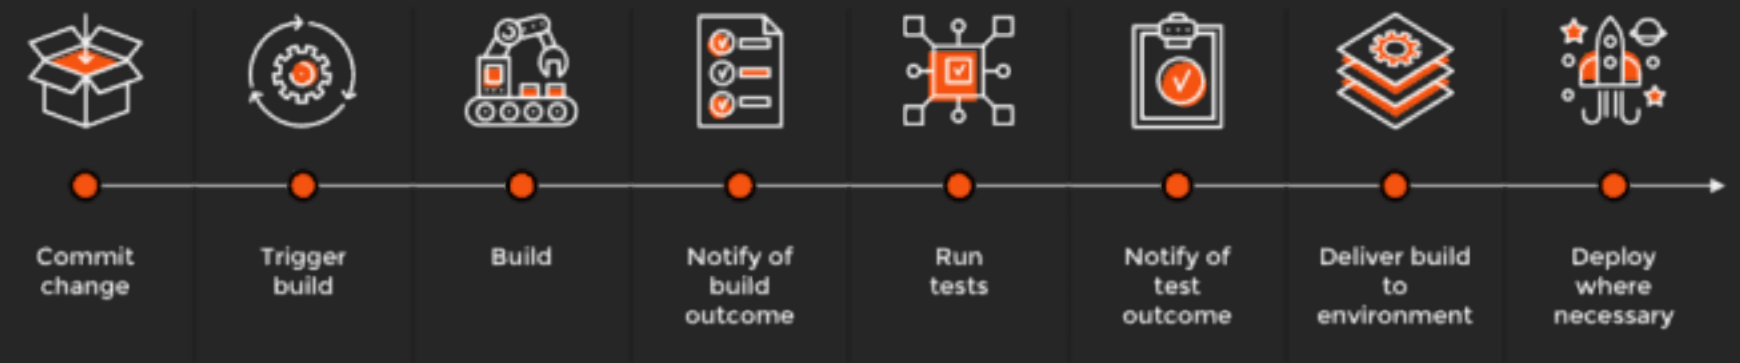 Commit
change
Trigger
build
Build
Notify of
build
outcome
Run
tests
Notify of
test
outcome
Deliver build
to
environment
Deploy
where
necessary